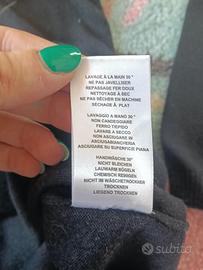 LAVAGE À LA MAIN 30°
NE PAS JAVELLISER
REPASSAGE FER DOUX
NETTOYAGE À SEC
NE PAS SÉCHER EN MACHINE
SECHAGE À PLAT
LAVAGGIO A MANO 30°
NON CANDEGGIARE
FERRO TIEPIDO
LAVARE A SECCO
NON ASCIUGARE IN
ASCIUGABIANCHERIA
ASCIUGARE SU SUPERFICIE PIANA
HANDWÄSCHE 30°
NICHT BLEICHEN
LAUWARM BÜGELN
CHEMISCH REINIGEN
NICHT IM WÄSCHETROCKNER
TROCKNEN
LIEGEND TROCKNEN
subito